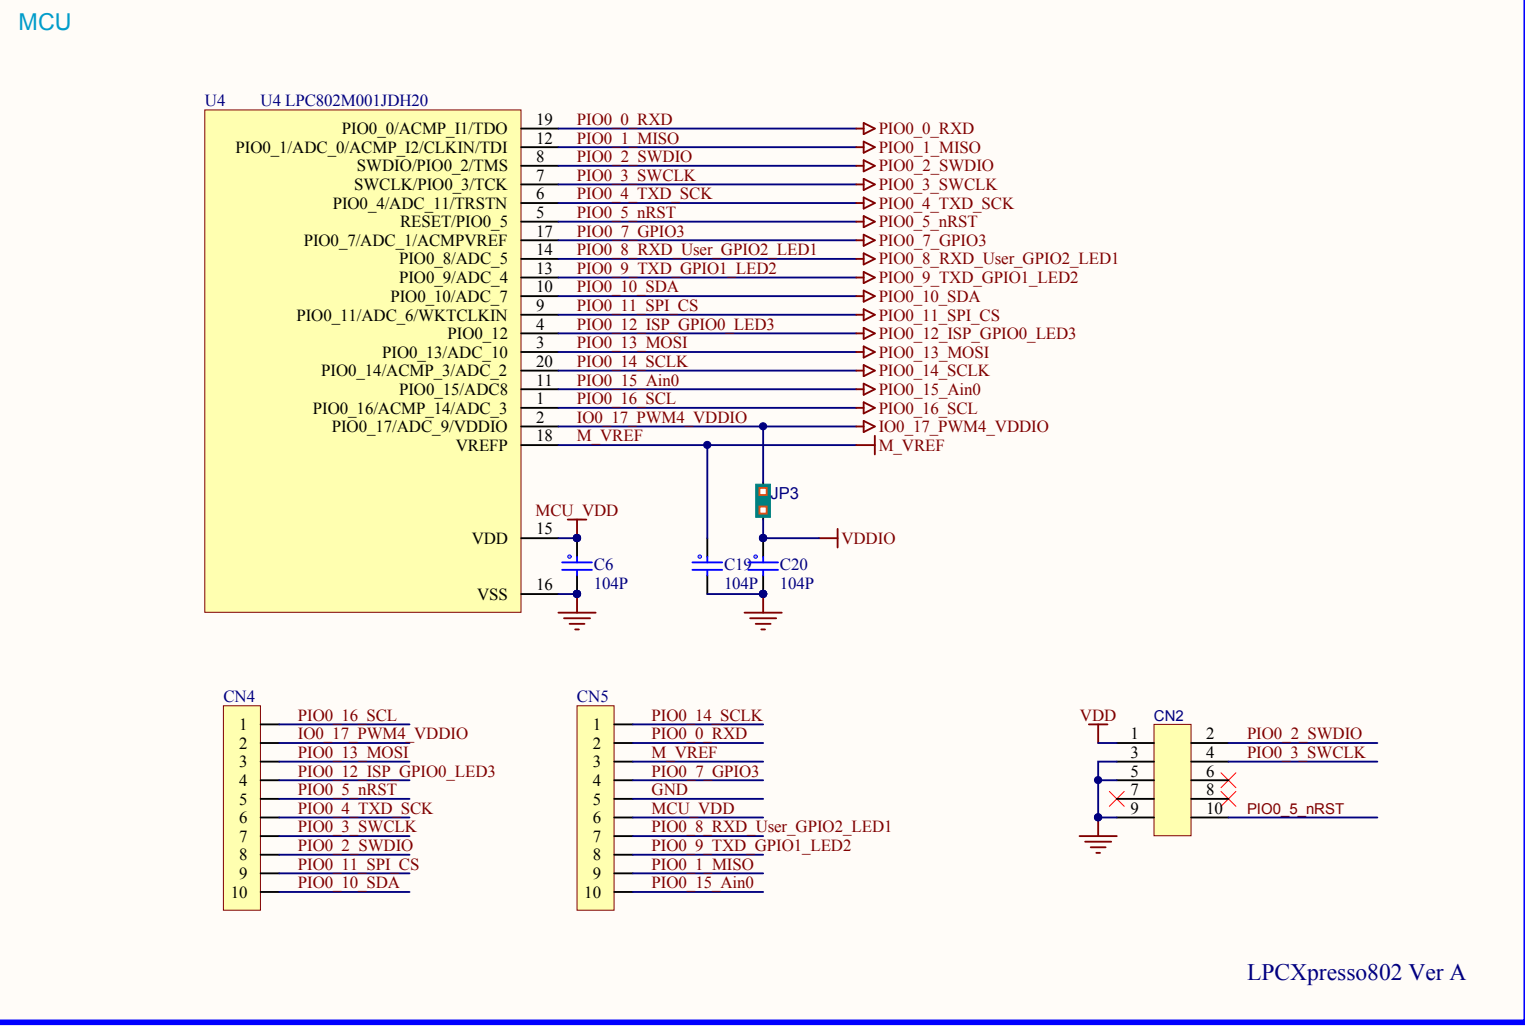 MCU
U4 U4 LPC802M001JDH20
PIO0_0/ACMP_I1/TDO 19 PIO0_0_RXD PIO0_0_RXD
PIO0_1/ADC_0/ACMP_I2/CLKIN/TDI 12 PIO0_1_MISO PIO0_1_MISO
SWDIO/PIO0_2/TMS 8 PIO0_2_SWDIO PIO0_2_SWDIO
SWCLK/PIO0_3/TCK 7 PIO0_3_SWCLK PIO0_3_SWCLK
PIO0_4/ADC_11/TRSTN 6 PIO0_4_TXD_SCK PIO0_4_TXD_SCK
RESET/PIO0_5 5 PIO0_5_nRST PIO0_5_nRST
PIO0_7/ADC_1/ACMPVREF 17 PIO0_7_GPIO3 PIO0_7_GPIO3
PIO0_8/ADC_5 14 PIO0_8_RXD_User_GPIO2_LED1 PIO0_8_RXD_User_GPIO2_LED1
PIO0_9/ADC_4 13 PIO0_9_TXD_GPIO1_LED2 PIO0_9_TXD_GPIO1_LED2
PIO0_10/ADC_7 10 PIO0_10_SDA PIO0_10_SDA
PIO0_11/ADC_6/WKTCLKIN 9 PIO0_11_SPI_CS PIO0_11_SPI_CS
PIO0_12 4 PIO0_12_ISP_GPIO0_LED3 PIO0_12_ISP_GPIO0_LED3
PIO0_13/ADC_10 3 PIO0_13_MOSI PIO0_13_MOSI
PIO0_14/ACMP_3/ADC_2 20 PIO0_14_SCLK PIO0_14_SCLK
PIO0_15/ADC8 11 PIO0_15_Ain0 PIO0_15_Ain0
PIO0_16/ACMP_14/ADC_3 1 PIO0_16_SCL PIO0_16_SCL
PIO0_17/ADC_9/VDDIO 2 IO0_17_PWM4_VDDIO IO0_17_PWM4_VDDIO
VREFP 18 M_VREF M_VREF
JP3
MCU_VDD
VDD 15 VDDIO
C6 C19 C20
104P 104P 104P
VSS 16
CN4
1 PIO0_16_SCL
2 IO0_17_PWM4_VDDIO
3 PIO0_13_MOSI
4 PIO0_12_ISP_GPIO0_LED3
5 PIO0_5_nRST
6 PIO0_4_TXD_SCK
7 PIO0_3_SWCLK
8 PIO0_2_SWDIO
9 PIO0_11_SPI_CS
10 PIO0_10_SDA
CN5
1 PIO0_14_SCLK
2 PIO0_0_RXD
3 M_VREF
4 PIO0_7_GPIO3
5 GND
6 MCU_VDD
7 PIO0_8_RXD_User_GPIO2_LED1
8 PIO0_9_TXD_GPIO1_LED2
9 PIO0_1_MISO
10 PIO0_15_Ain0
VDD CN2
1 2 PIO0_2_SWDIO
3 4 PIO0_3_SWCLK
5 6
7 8
9 10 PIO0_5_nRST
LPCXpresso802 Ver A